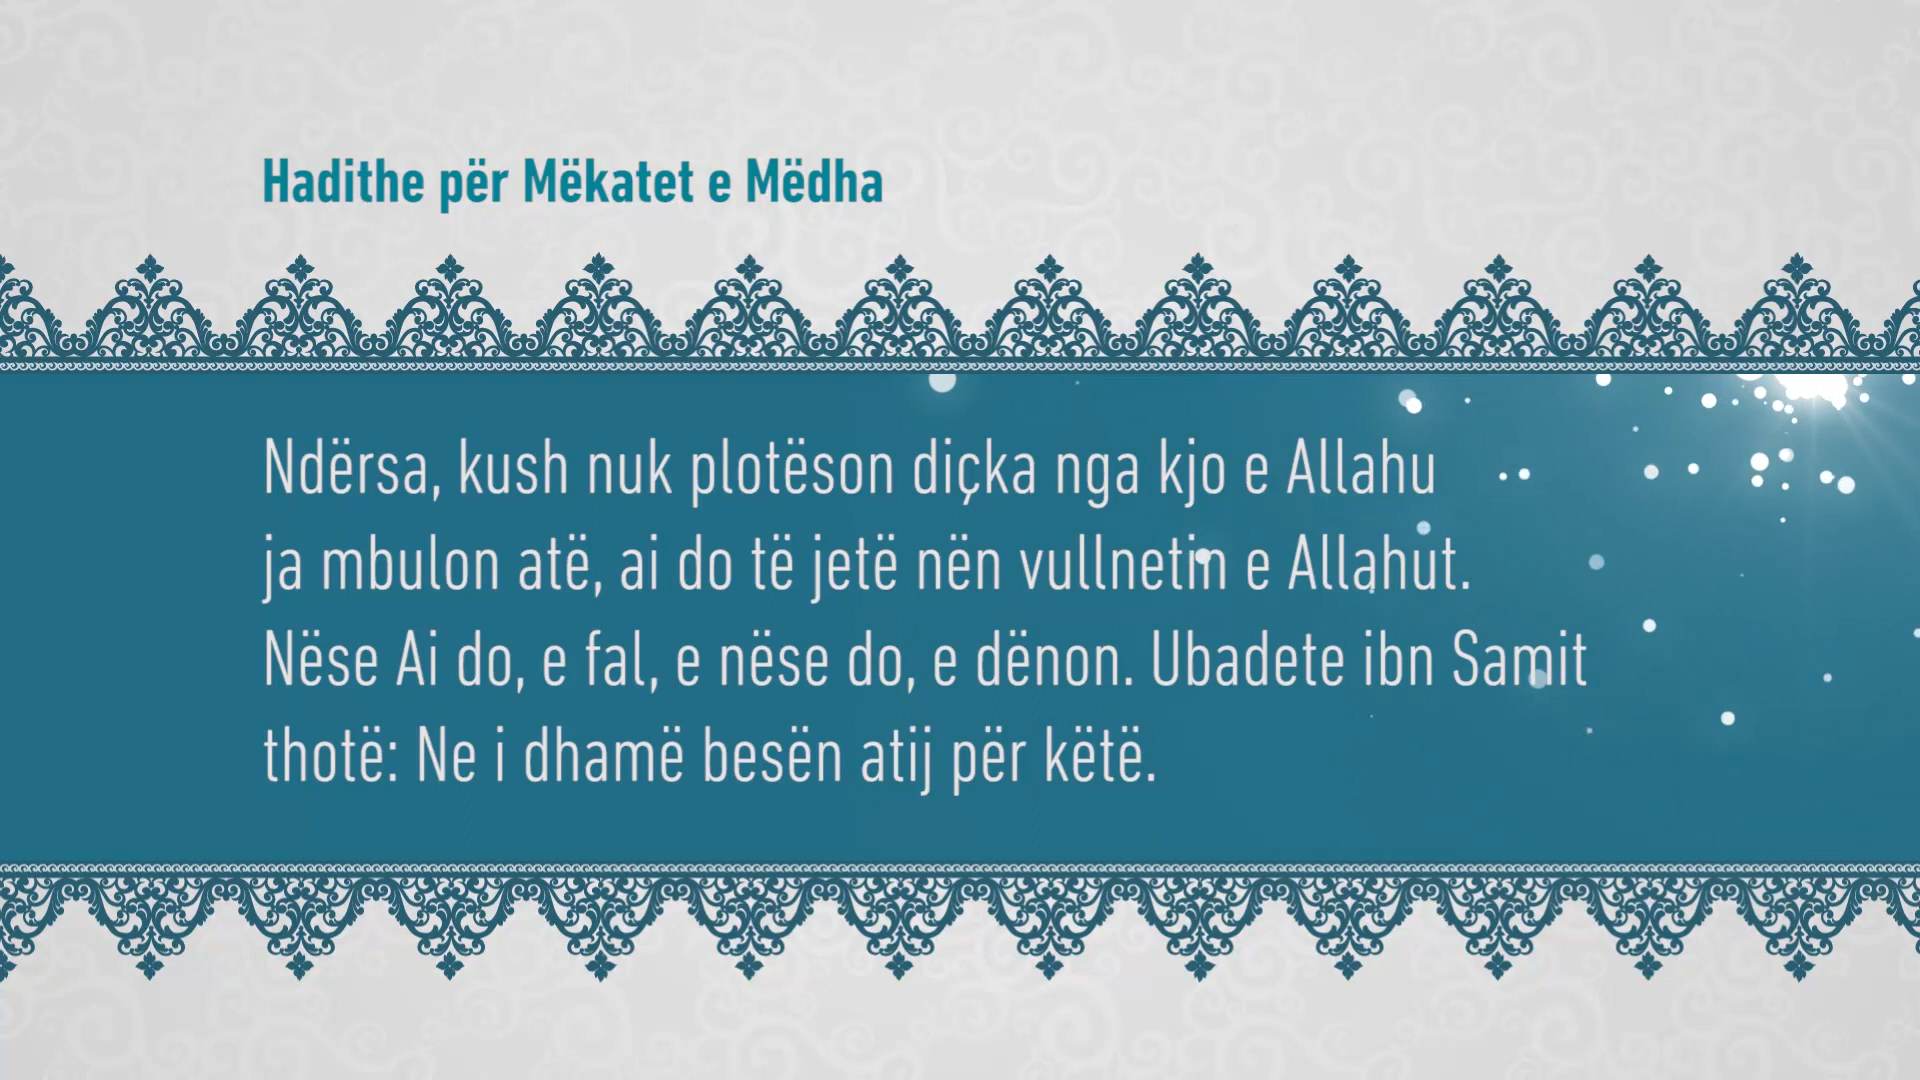 Hadithe për Mëkatet e Mëdha
Ndërsa, kush nuk plotëson diçka nga kjo e Allahu
ja mbulon atë, ai do të jetë nën vullnetin e Allahut.
Nëse Ai do, e fal, e nëse do, e dënon. Ubadete ibn Samit
thotë: Ne i dhamë besën atij për këtë.